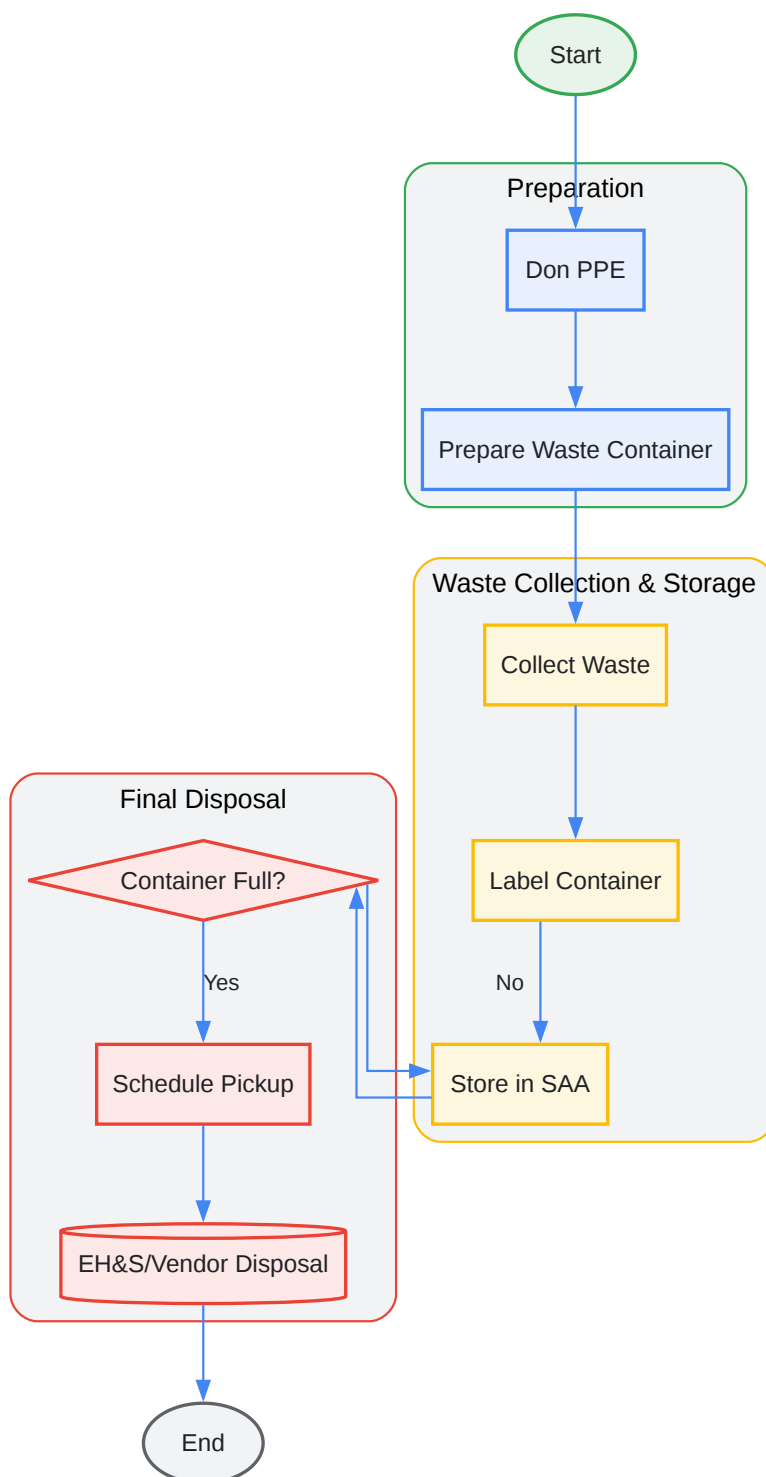 Start
Preparation
Don PPE
Prepare Waste Container
Waste Collection & Storage
Collect Waste
Final Disposal
Container Full?
Label Container
Yes
No
Schedule Pickup
Store in SAA
EH&S/Vendor Disposal
End